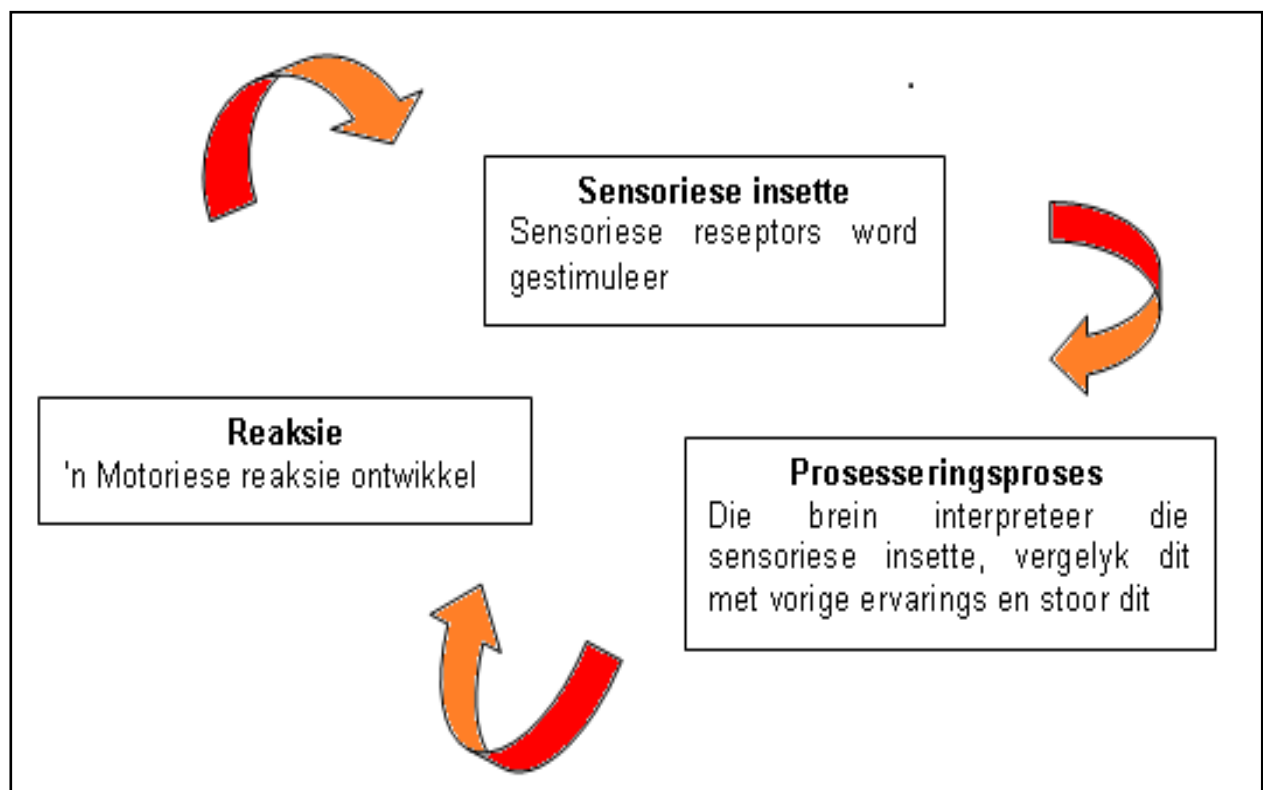 Sensoriese insette
Sensoriese reseptors word
gestimuleer
Reaksie
'n Motoriese reaksie ontwikkel
Prosesseringsproses
Die brein interpreteer die
sensoriese insette, vergelyk dit
met vorige ervarings en stoor dit